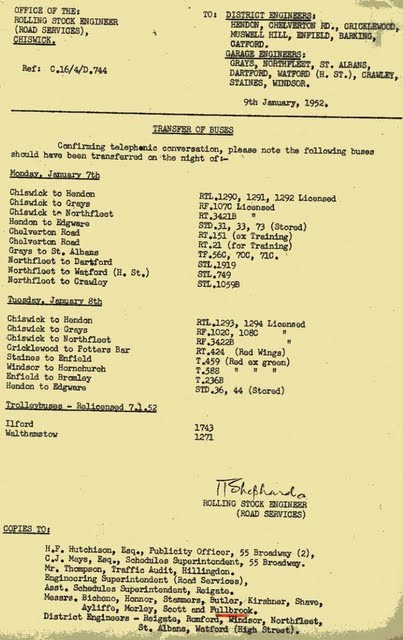 OFFICE OF THE:
ROLLING STOCK ENGINEER
(ROAD SERVICES),
CHISWICK.
Ref: C.16/4/D.744
TO: DISTRICT ENGINEERS:
HENDON, CHELVERTON RD., CRICKLEWOOD,
MUSWELL HILL, ENFIELD, BARKING,
CATFORD.
GARAGE ENGINEERS:
GRAYS, NORTHFLEET, ST. ALBANS,
DARTFORD, WATFORD (H. ST.), CRAWLEY,
STAINES, WINDSOR.
9th January, 1952.
TRANSFER OF BUSES
Confirming telephonic conversation, please note the following buses
should have been transferred on the night of:-
Monday, January 7th
Chiswick to Hendon RTL.1290, 1291, 1292 Licensed
Chiswick to Grays RF.107C Licensed
Chiswick to Northfleet RT.3421B "
Hendon to Edgware STD.31, 33, 73 (Stored)
Chelverton Road RT.151 (ex Training)
Chelverton Road RT.21 (for Training)
Grays to St. Albans TF.56C, 70C, 71C.
Northfleet to Dartford STL.1919
Northfleet to Watford (H. St.) STL.749
Northfleet to Crawley STL.1059B
Tuesday, January 8th
Chiswick to Hendon RTL.1293, 1294 Licensed
Chiswick to Grays RF.102C, 108C "
Chiswick to Northfleet RF.3422B "
Cricklewood to Potters Bar RT.424 (Red Wings)
Staines to Enfield T.459 (Red ex green)
Windsor to Hornchurch T.588 " " "
Enfield to Bromley T.236B
Hendon to Edgware STD.36, 44 (Stored)
Trolleybuses - Relicensed 7.1.52
Ilford 1743
Walthamstow 1271
ROLLING STOCK ENGINEER
(ROAD SERVICES)
COPIES TO:
H.F. Hutchison, Esq., Publicity Officer, 55 Broadway (2),
C.J. Mays, Esq., Schedules Superintendent, 55 Broadway.
Mr. Thompson, Traffic Audit, Hillingdon.
Engineering Superintendent (Road Services),
Asst. Schedules Superintendent, Reigate.
Messrs. Bichono, Honnor, Stammers, Butler, Kirshner, Shave,
Ayliffe, Morley, Scott and Fullbrook.
District Engineers - Reigate, Romford, Windsor, Northfleet,
St. Albans, Watford (High Street).